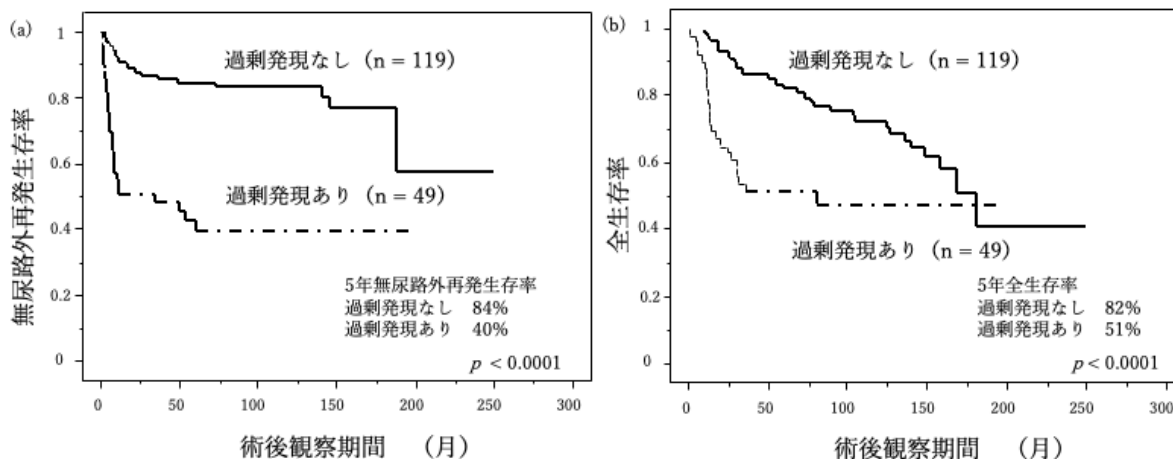 (a)
無尿路外再発生存率
1
0.8
0.6
0.4
0.2
0
過剰発現なし（n = 119）
過剰発現あり（n = 49）
5年無尿路外再発生存率
過剰発現なし 84%
過剰発現あり 40%
p < 0.0001
0 50 100 150 200 250 300
術後観察期間 （月）
(b)
全生存率
1
0.8
0.6
0.4
0.2
0
過剰発現なし（n = 119）
過剰発現あり（n = 49）
5年全生存率
過剰発現なし 82%
過剰発現あり 51%
p < 0.0001
0 50 100 150 200 250 300
術後観察期間 （月）